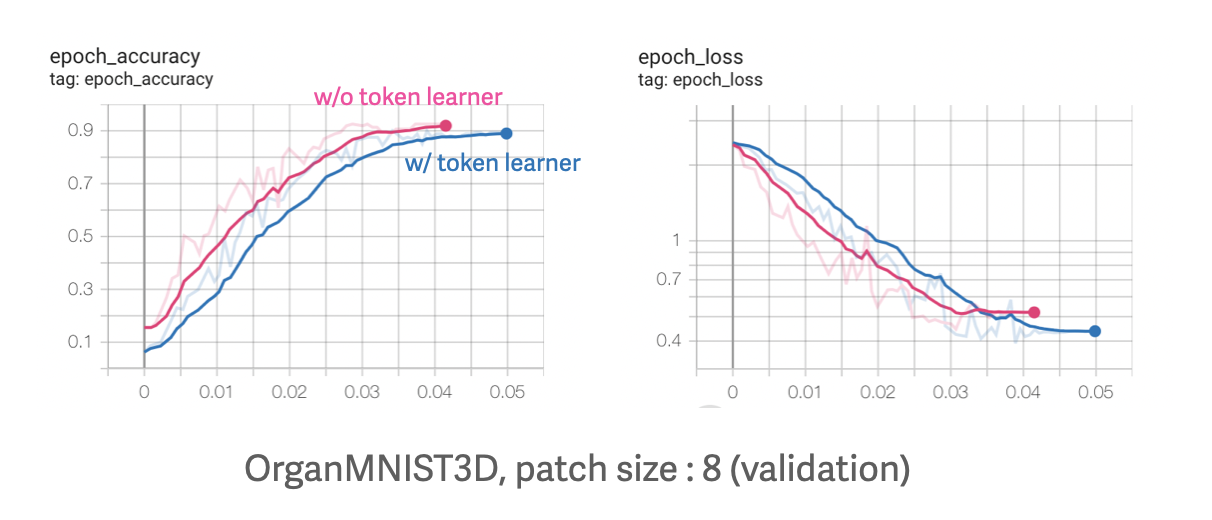 epoch_accuracy
tag: epoch_accuracy
w/o token learner
w/ token learner
0.9
0.7
0.5
0.3
0.1
0 0.01 0.02 0.03 0.04 0.05
epoch_loss
tag: epoch_loss
1
0.7
0.4
0 0.01 0.02 0.03 0.04 0.05
OrganMNIST3D, patch size : 8 (validation)